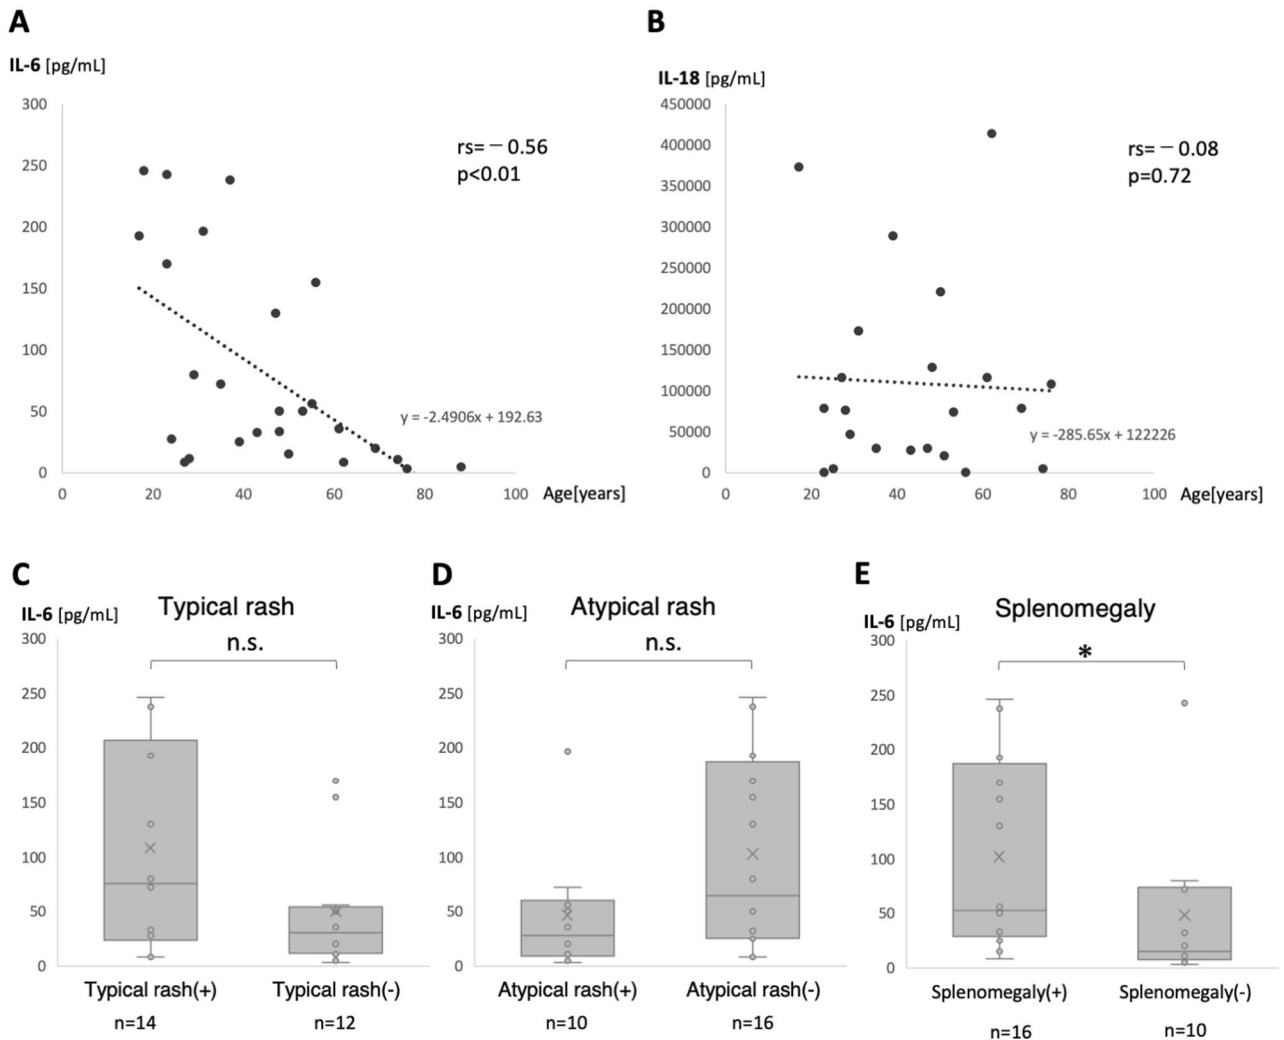 A
IL-6 [pg/mL]
300
250
200
150
100
50
0
0 20 40 60 80 100 Age[years]
rs= − 0.56
p<0.01
y = -2.4906x + 192.63
B
IL-18 [pg/mL]
450000
400000
350000
300000
250000
200000
150000
100000
50000
0
0 20 40 60 80 100 Age[years]
rs= − 0.08
p=0.72
y = -285.65x + 122226
C
IL-6 [pg/mL]
Typical rash
n.s.
300
250
200
150
100
50
0
Typical rash(+) Typical rash(-)
n=14 n=12
D
IL-6 [pg/mL]
Atypical rash
n.s.
300
250
200
150
100
50
0
Atypical rash(+) Atypical rash(-)
n=10 n=16
E
IL-6 [pg/mL]
Splenomegaly
*
300
250
200
150
100
50
0
Splenomegaly(+) Splenomegaly(-)
n=16 n=10